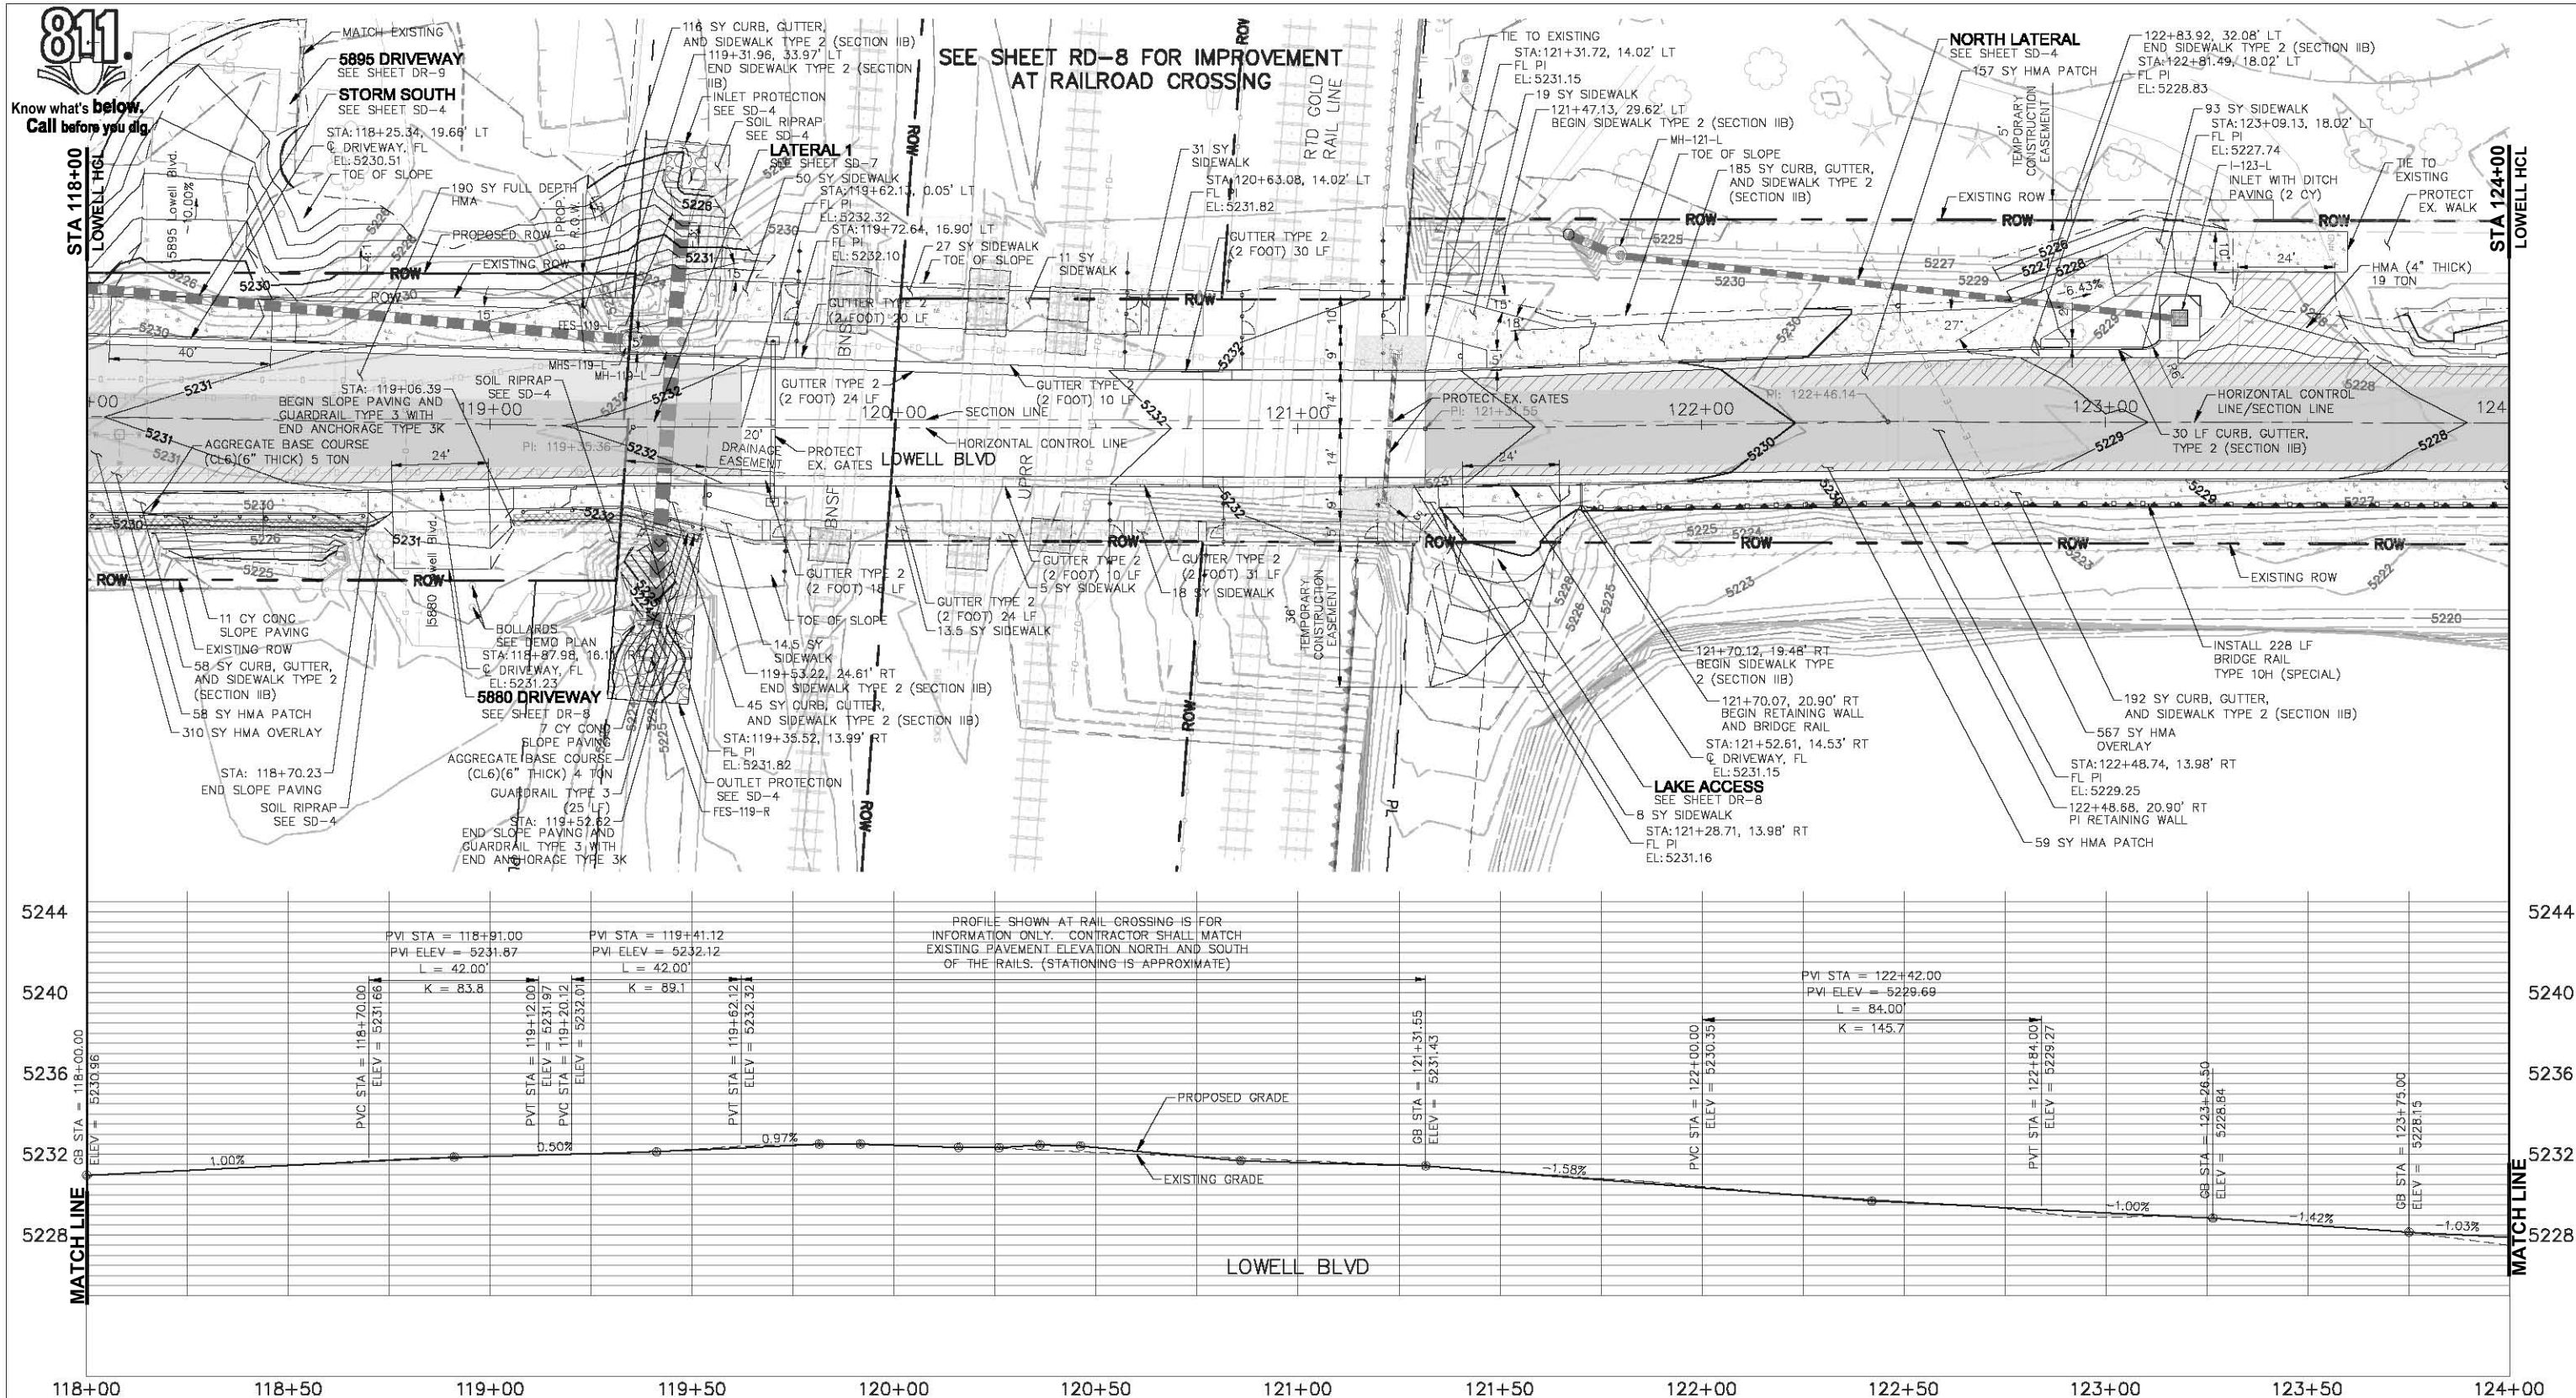 811.
Know what's below.
Call before you dig.
STA 118+00
LOWELL HCL
MATCH EXISTING
5895 DRIVEWAY
SEE SHEET DR-9
STORM SOUTH
SEE SHEET SD-4
STA:118+25.34, 19.68' LT
℄ DRIVEWAY, FL
EL:5230.51
TOE OF SLOPE
190 SY FULL DEPTH
HMA
PROPOSED ROW
EXISTING ROW
5895 Lowell Blvd.
-10.00%
116 SY CURB, GUTTER,
AND SIDEWALK TYPE 2 (SECTION IIB)
119+31.96, 33.97' LT
END SIDEWALK TYPE 2 (SECTION
IIB)
INLET PROTECTION
SEE SD-4
SOIL RIPRAP
SEE SD-4
LATERAL 1
SEE SHEET SD-7
50 SY SIDEWALK
STA:119+62.13, 0.05' LT
FL PI
EL:5232.32
STA:119+72.64, 16.90' LT
FL PI
EL:5232.10
27 SY SIDEWALK
TOE OF SLOPE
11 SY
SIDEWALK
SEE SHEET RD-8 FOR IMPROVEMENT
AT RAILROAD CROSSING
RTD GOLD
RAIL LINE
31 SY
SIDEWALK
STA:120+63.08, 14.02' LT
FL PI
EL:5231.82
GUTTER TYPE 2
(2 FOOT) 30 LF
TIE TO EXISTING
STA:121+31.72, 14.02' LT
FL PI
EL:5231.15
19 SY SIDEWALK
121+47.13, 29.62' LT
BEGIN SIDEWALK TYPE 2 (SECTION IIB)
MH-121-L
TOE OF SLOPE
185 SY CURB, GUTTER,
AND SIDEWALK TYPE 2
(SECTION IIB)
EXISTING ROW
NORTH LATERAL
SEE SHEET SD-4
157 SY HMA PATCH
5'
TEMPORARY
CONSTRUCTION
EASEMENT
122+83.92, 32.08' LT
END SIDEWALK TYPE 2 (SECTION IIB)
STA:122+81.49, 18.02' LT
FL PI
EL:5228.83
93 SY SIDEWALK
STA:123+09.13, 18.02' LT
FL PI
EL:5227.74
I-123-L
INLET WITH DITCH
PAVING (2 CY)
TIE TO
EXISTING
PROTECT
EX. WALK
HMA (4" THICK)
19 TON
STA 124+00
LOWELL HCL
-6.43%
GUTTER TYPE 2
(2 FOOT) 20 LF
FES-119-L
MHS-119-L
MH-119-L
SOIL RIPRAP
SEE SD-4
STA: 119+06.39
BEGIN SLOPE PAVING AND
GUARDRAIL TYPE 3 WITH
END ANCHORAGE TYPE 3K
PI: 119+35.36
AGGREGATE BASE COURSE
(CL6)(6" THICK) 5 TON
GUTTER TYPE 2
(2 FOOT) 24 LF
GUTTER TYPE 2
(2 FOOT) 10 LF
SECTION LINE
HORIZONTAL CONTROL LINE
20'
DRAINAGE
EASEMENT
PROTECT
EX. GATES
LOWELL BLVD
BNSF
UPRR
119+00
120+00
121+00
122+00
123+00
124
PROTECT EX. GATES
PI: 121+31.55
PI: 122+46.14
HORIZONTAL CONTROL
LINE/SECTION LINE
30 LF CURB, GUTTER,
TYPE 2 (SECTION IIB)
11 CY CONC
SLOPE PAVING
EXISTING ROW
58 SY CURB, GUTTER,
AND SIDEWALK TYPE 2
(SECTION IIB)
58 SY HMA PATCH
310 SY HMA OVERLAY
STA: 118+70.23
END SLOPE PAVING
SOIL RIPRAP
SEE SD-4
5880 Lowell Blvd.
BOLLARDS
SEE DEMO PLAN
℄ DRIVEWAY, FL
EL:5231.23
5880 DRIVEWAY
SEE SHEET DR-8
7 CY CONC
SLOPE PAVING
AGGREGATE BASE COURSE
(CL6)(6" THICK) 4 TON
GUARDRAIL TYPE 3
(25 LF)
STA: 119+52.62
END SLOPE PAVING AND
GUARDRAIL TYPE 3 WITH
END ANCHORAGE TYPE 3K
GUTTER TYPE 2
(2 FOOT) 18 LF
TOE OF SLOPE
14.5 SY
SIDEWALK
119+53.22, 24.61' RT
END SIDEWALK TYPE 2 (SECTION IIB)
45 SY CURB, GUTTER,
AND SIDEWALK TYPE 2 (SECTION IIB)
STA:119+35.52, 13.99' RT
FL PI
EL:5231.82
OUTLET PROTECTION
SEE SD-4
FES-119-R
GUTTER TYPE 2
(2 FOOT) 24 LF
13.5 SY SIDEWALK
GUTTER TYPE 2
(2 FOOT) 10 LF
5 SY SIDEWALK
GUTTER TYPE 2
(2 FOOT) 31 LF
18 SY SIDEWALK
36'
TEMPORARY
CONSTRUCTION
EASEMENT
121+70.12, 19.48' RT
BEGIN SIDEWALK TYPE
2 (SECTION IIB)
121+70.07, 20.90' RT
BEGIN RETAINING WALL
AND BRIDGE RAIL
STA:121+52.61, 14.53' RT
℄ DRIVEWAY, FL
EL:5231.15
LAKE ACCESS
SEE SHEET DR-8
8 SY SIDEWALK
STA:121+28.71, 13.98' RT
FL PI
EL:5231.16
EXISTING ROW
INSTALL 228 LF
BRIDGE RAIL
TYPE 10H (SPECIAL)
192 SY CURB, GUTTER,
AND SIDEWALK TYPE 2 (SECTION IIB)
567 SY HMA
OVERLAY
STA:122+48.74, 13.98' RT
FL PI
EL:5229.25
122+48.68, 20.90' RT
PI RETAINING WALL
59 SY HMA PATCH
ROW
PL
5244
5240
5236
5232
5228
MATCH LINE
GB STA = 118+00.00
ELEV = 5230.96
1.00%
PVI STA = 118+91.00
PVI ELEV = 5231.87
L = 42.00'
K = 83.8
PVC STA = 118+70.00
ELEV = 5231.66
PVT STA = 119+12.00
ELEV = 5231.97
0.50%
PVI STA = 119+41.12
PVI ELEV = 5232.12
L = 42.00'
K = 89.1
PVC STA = 119+20.12
ELEV = 5232.01
PVT STA = 119+62.12
ELEV = 5232.32
0.97%
PROFILE SHOWN AT RAIL CROSSING IS FOR
INFORMATION ONLY. CONTRACTOR SHALL MATCH
EXISTING PAVEMENT ELEVATION NORTH AND SOUTH
OF THE RAILS. (STATIONING IS APPROXIMATE)
PROPOSED GRADE
EXISTING GRADE
GB STA = 121+31.55
ELEV = 5231.43
-1.58%
PVI STA = 122+42.00
PVI ELEV = 5229.69
L = 84.00'
K = 145.7
PVC STA = 122+00.00
ELEV = 5230.35
PVT STA = 122+84.00
ELEV = 5229.27
-1.00%
GB STA = 123+26.50
ELEV = 5228.84
-1.42%
GB STA = 123+75.00
ELEV = 5228.15
-1.03%
LOWELL BLVD
5244
5240
5236
5232
5228
MATCH LINE
118+00
118+50
119+00
119+50
120+00
120+50
121+00
121+50
122+00
122+50
123+00
123+50
124+00